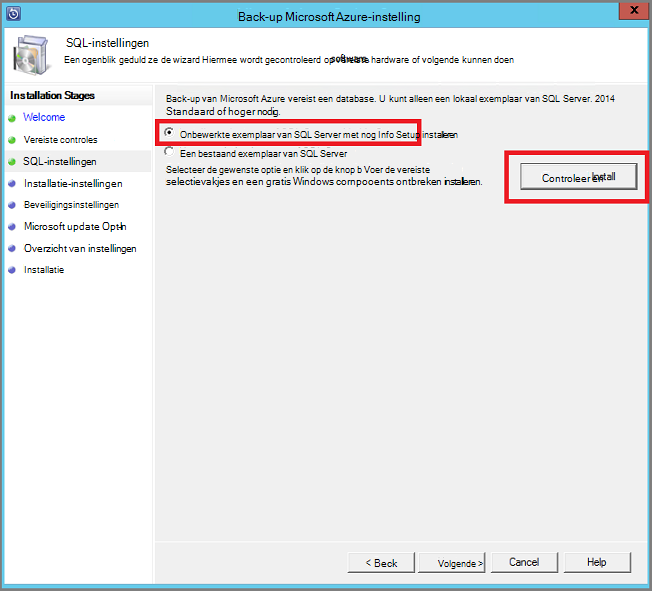 Back-up Microsoft Azure-instelling
X
SQL-instellingen
Een ogenblik geduld ze de wizard Hiermee wordt gecontroleerd op vereiste hardware of volgende kunnen doen
software
Installation Stages
Welcome
Vereiste controles
SQL-instellingen
Installatie-instellingen
Beveiligingsinstellingen
Microsoft update Opt-In
Overzicht van instellingen
Installatie
Back-up van Microsoft Azure vereist een database. U kunt alleen een lokaal exemplaar van SQL Server. 2014
Standaard of hoger nodig.
Onbewerkte exemplaar van SQL Server met nog Info Setup installeren
Een bestaand exemplaar van SQL Server
Selecteer de gewenste optie en klik op de knop b Voer de vereiste
selectievakjes en een gratis Windows compooents ontbreken installeren.
Controleer en Install
< Beck
Volgende >
Cancel
Help